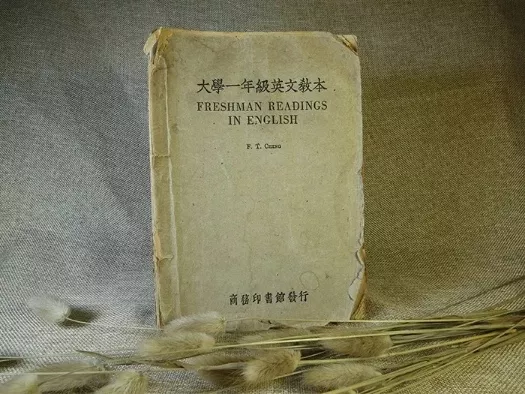 大學一年級英文教本
FRESHMAN READINGS
IN ENGLISH
F. T. Cheng
商務印書館發行